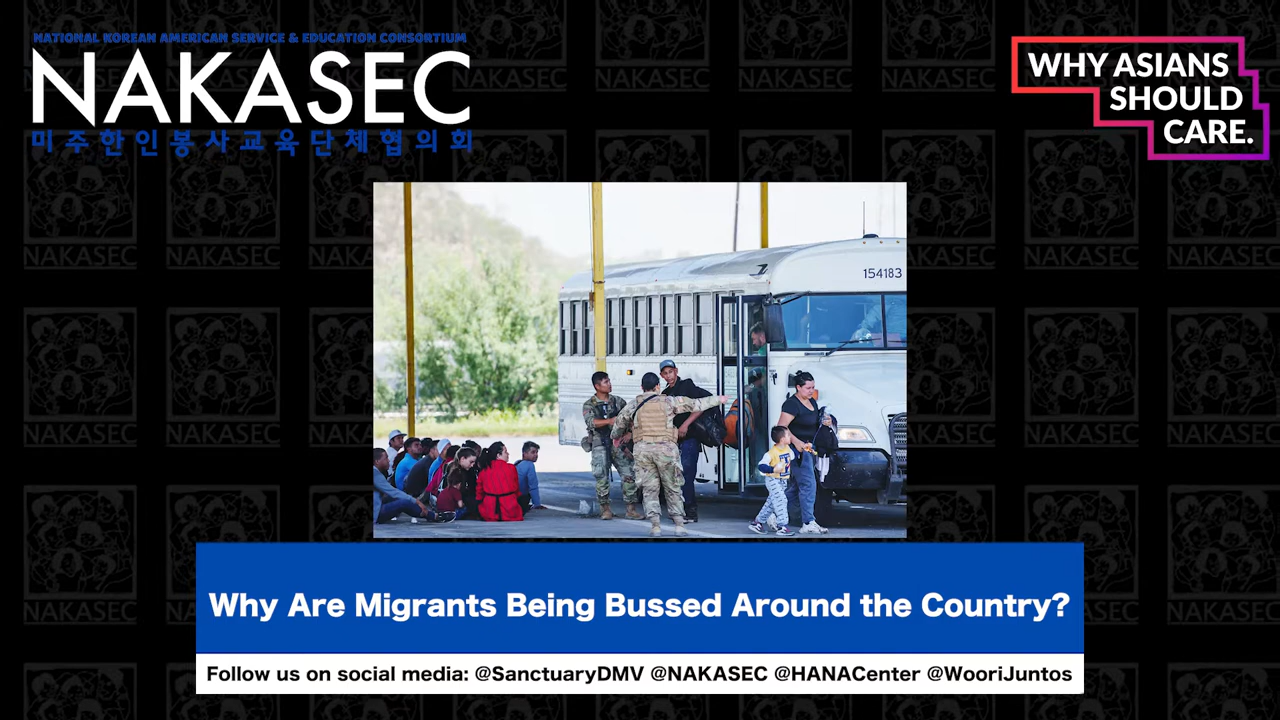 NATIONAL KOREAN AMERICAN SERVICE & EDUCATION CONSORTIUM
NAKASEC
미주한인봉사교육단체협의회
WHY ASIANS
SHOULD
CARE.
154183
Why Are Migrants Being Bussed Around the Country?
Follow us on social media: @SanctuaryDMV @NAKASEC @HANACenter @WooriJuntos